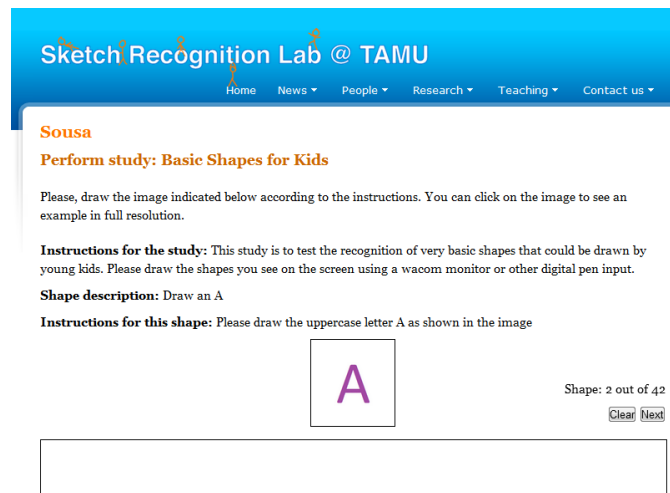 Sketch Recognition Lab @ TAMU
Home News People Research Teaching Contact us
Sousa
Perform study: Basic Shapes for Kids
Please, draw the image indicated below according to the instructions. You can click on the image to see an
example in full resolution.
Instructions for the study: This study is to test the recognition of very basic shapes that could be drawn by
young kids. Please draw the shapes you see on the screen using a wacom monitor or other digital pen input.
Shape description: Draw an A
Instructions for this shape: Please draw the uppercase letter A as shown in the image
A
Shape: 2 out of 42
Clear Next